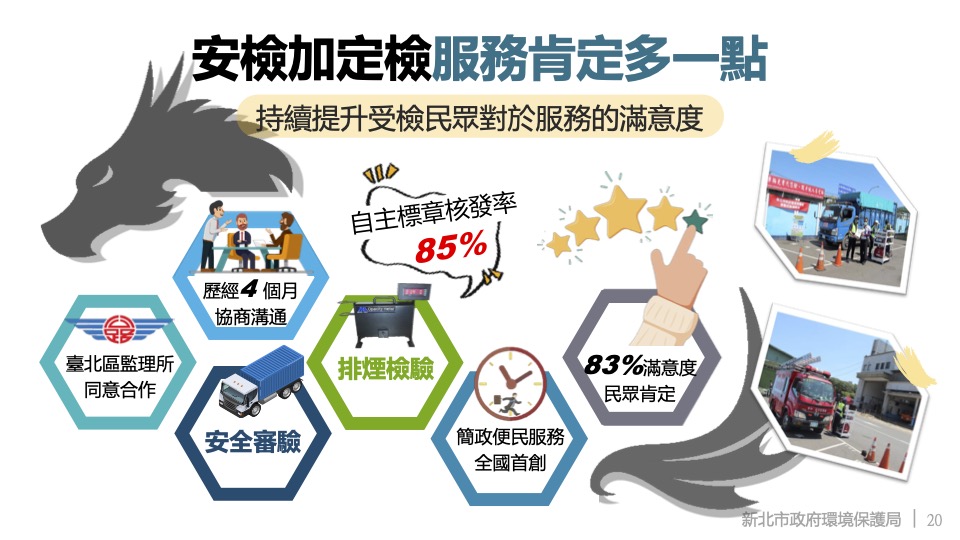 安檢加定檢服務肯定多一點
持續提升受檢民眾對於服務的滿意度
自主標章核發率
85%
歷經4 個月
協商溝通
臺北區監理所
同意合作
排煙檢驗
安全審驗
簡政便民服務
全國首創
83%滿意度
民眾肯定
新北市政府環境保護局 | 20